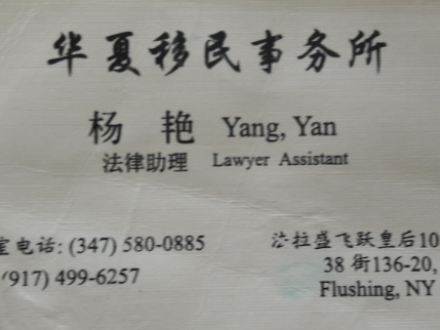 华夏移民事务所
杨 艳 Yang, Yan
法律助理 Lawyer Assistant
室电话: (347) 580-0885
(917) 499-6257
法拉盛飞跃皇后10
38 街136-20,
Flushing, NY